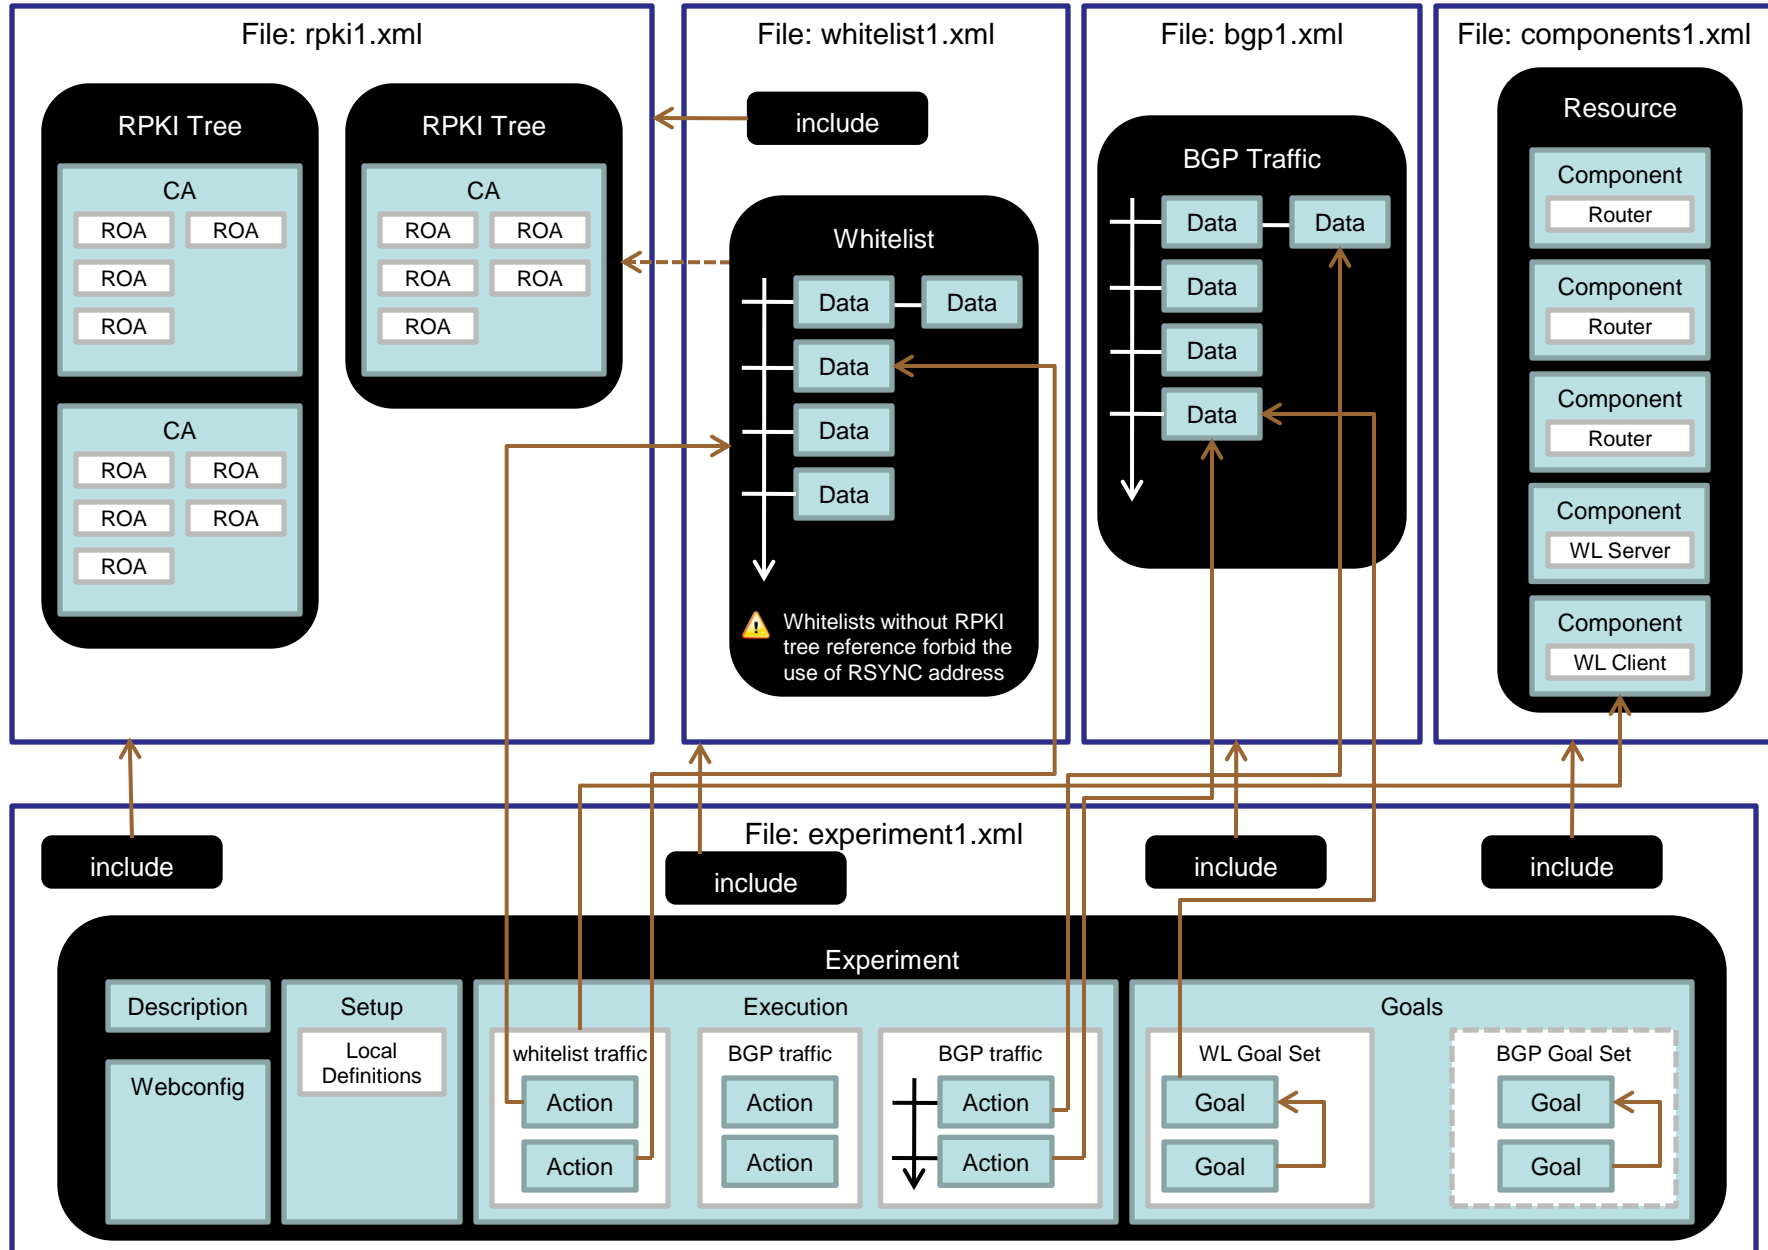 File: rpki1.xml
RPKI Tree
CA
ROA
ROA
ROA
ROA
CA
ROA
ROA
ROA
ROA
ROA
RPKI Tree
CA
ROA
ROA
ROA
ROA
ROA
File: whitelist1.xml
include
Whitelist
Data
Data
Data
Data
Data
Whitelists without RPKI
tree reference forbid the
use of RSYNC address
File: bgp1.xml
BGP Traffic
Data
Data
Data
Data
Data
File: components1.xml
Resource
Component
Router
Component
Router
Component
Router
Component
WL Server
Component
WL Client
File: experiment1.xml
include
include
include
include
Experiment
Description
Webconfig
Setup
Local
Definitions
Execution
whitelist traffic
Action
Action
BGP traffic
Action
Action
BGP traffic
Action
Action
Goals
WL Goal Set
Goal
Goal
BGP Goal Set
Goal
Goal